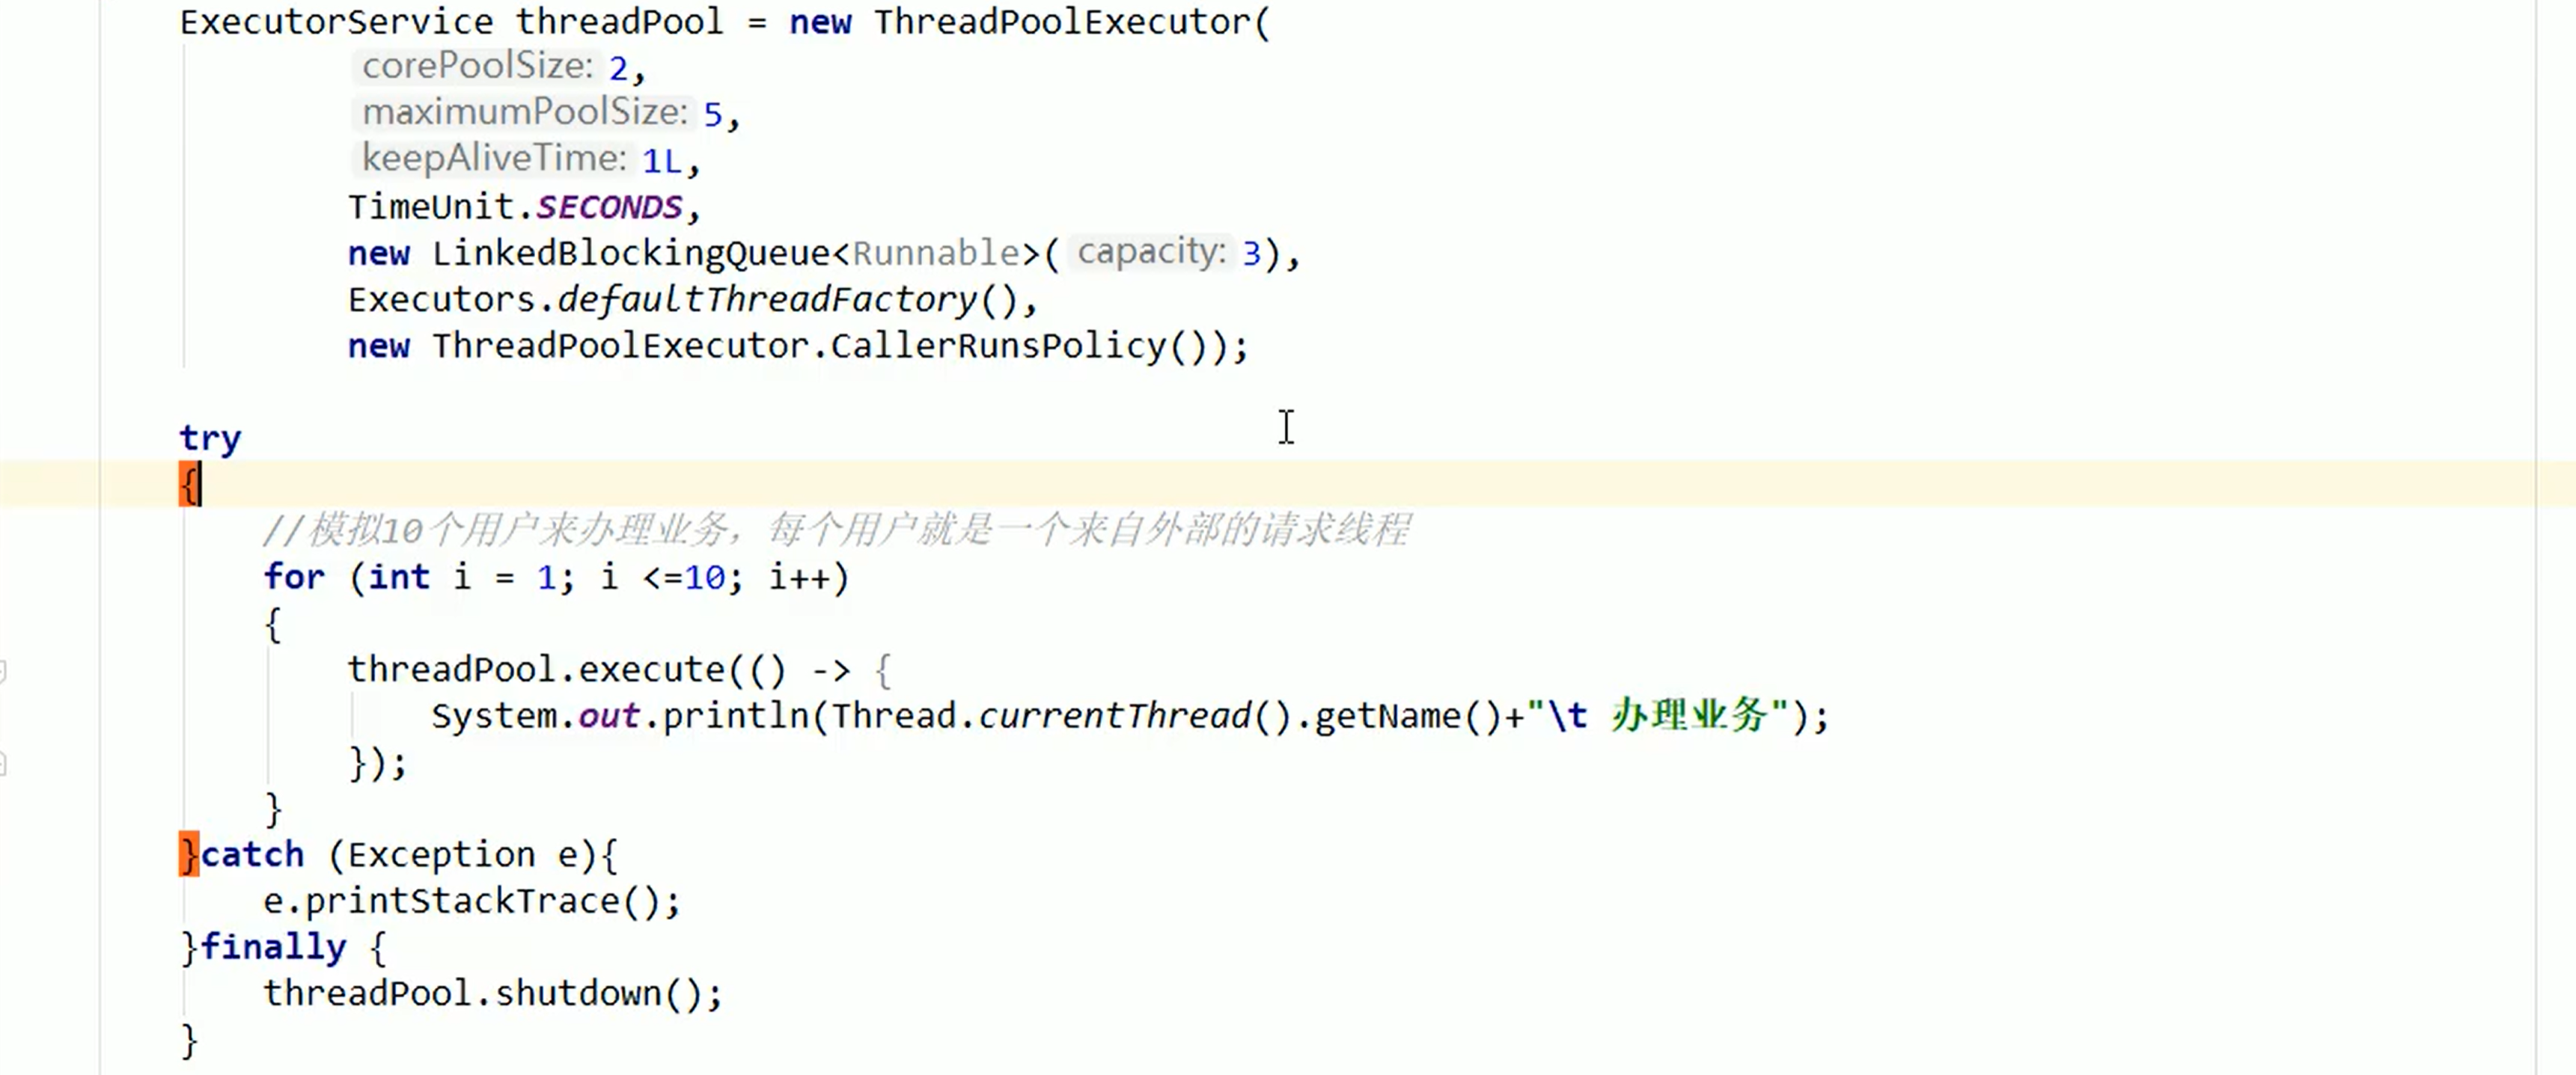 ExecutorService threadPool = new ThreadPoolExecutor(
corePoolSize: 2,
maximumPoolSize: 5,
keepAliveTime: 1L,
TimeUnit.SECONDS,
new LinkedBlockingQueue<Runnable>( capacity: 3),
Executors.defaultThreadFactory(),
new ThreadPoolExecutor.CallerRunsPolicy());
try
{
//模拟10个用户来办理业务，每个用户就是一个来自外部的请求线程
for (int i = 1; i <=10; i++)
{
threadPool.execute(() -> {
System.out.println(Thread.currentThread().getName()+"\t 办理业务");
});
}
}catch (Exception e){
e.printStackTrace();
}finally {
threadPool.shutdown();
}